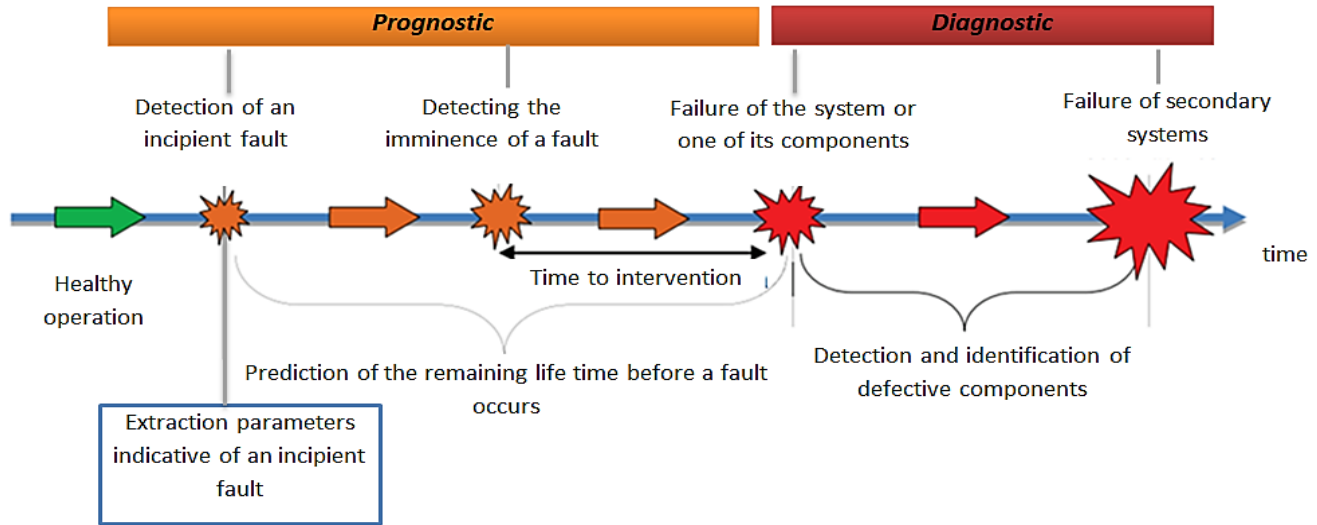 Prognostic
Diagnostic
Detection of an
incipient fault
Detecting the
imminence of a fault
Failure of the system or
one of its components
Failure of secondary
systems
time
Healthy
operation
Time to intervention
Prediction of the remaining life time before a fault
occurs
Detection and identification of
defective components
Extraction parameters
indicative of an incipient
fault